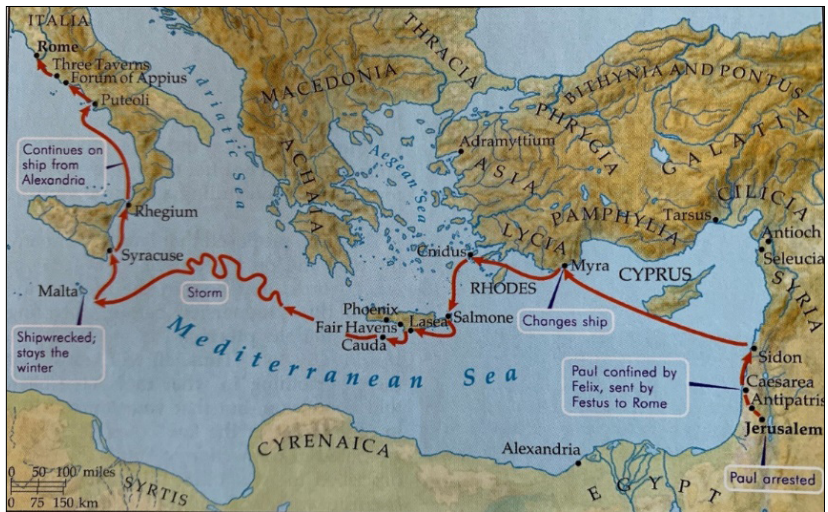 ITALIA
Rome
Three Taverns
Forum of Appius
Puteoli
Adriatic Sea
MACEDONIA
THRACIA
BITHYNIA AND PONTUS
PHRYGIA
GALATIA
Adramyttium
ASIA
ACHAIA
Aegean Sea
Continues on
ship from
Alexandria
Rhegium
Syracuse
Malta
Storm
Shipwrecked;
stays the
winter
LYCIA
PAMPHYLIA
CILICIA
Tarsus
Antioch
Seleucia
SYRIA
Cnidus
RHODES
Myra
CYPRUS
Changes ship
Phoenix
Fair Havens
Lasea
Salmone
Cauda
Mediterranean Sea
Sidon
Paul confined by
Felix, sent by
Festus to Rome
Caesarea
Antipatris
Jerusalem
Paul arrested
Alexandria
EGYPT
CYRENAICA
SYRTIS
0 50 100 miles
0 75 150 km